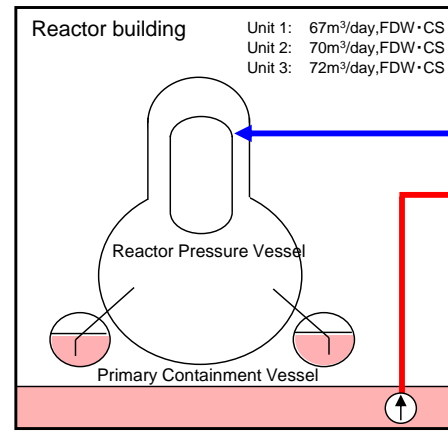 Reactor building
Unit 1: 67m³/day,FDW・CS
Unit 2: 70m³/day,FDW・CS
Unit 3: 72m³/day,FDW・CS
Reactor Pressure Vessel
Primary Containment Vessel